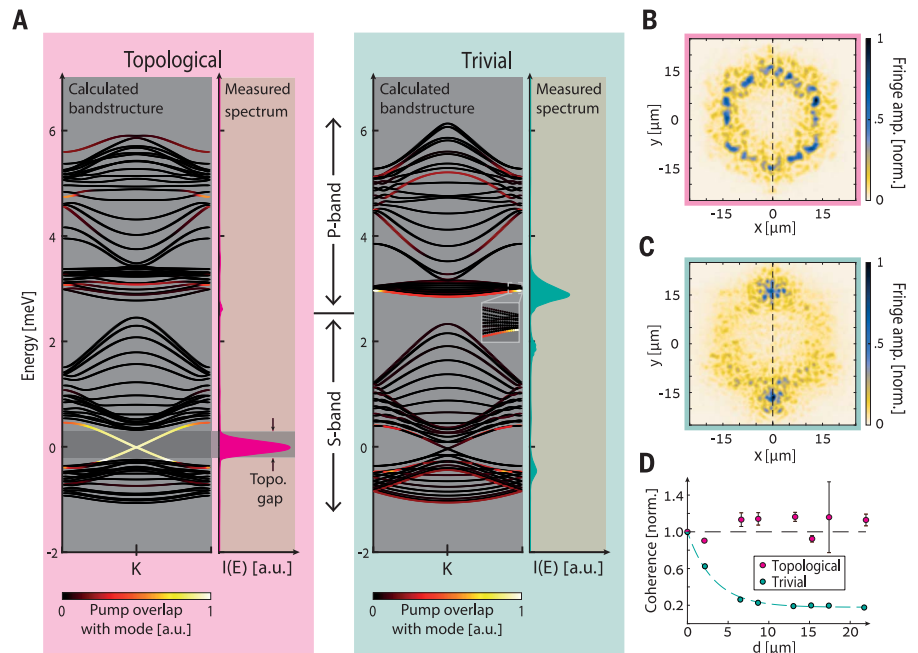 A
Topological
Calculated
bandstructure
Measured
spectrum
6
4
2
0
-2
Energy [meV]
K
I(E) [a.u.]
Topo.
gap
0
1
Pump overlap
with mode [a.u.]
P-band
S-band
Trivial
Calculated
bandstructure
Measured
spectrum
6
4
2
0
-2
K
I(E) [a.u.]
0
1
Pump overlap
with mode [a.u.]
B
15
0
-15
y [µm]
-15
0
15
X [µm]
1
0
Fringe amp. [norm.]
C
15
0
-15
y [µm]
-15
0
15
X [µm]
1
0
Fringe amp. [norm.]
D
1.4
1.0
0.6
0.2
Coherence [norm.]
Topological
Trivial
0
5
10
15
20
d [µm]